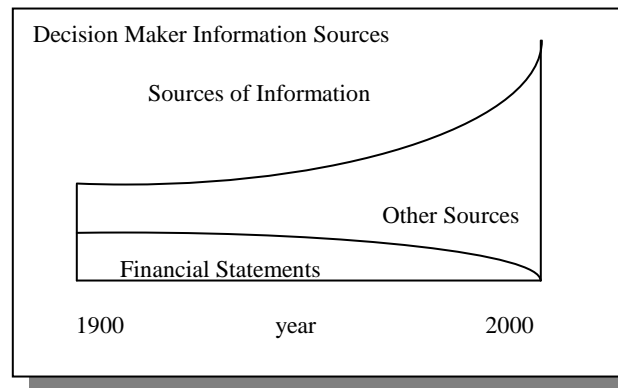 Decision Maker Information Sources
Sources of Information
Other Sources
Financial Statements
1900 year 2000